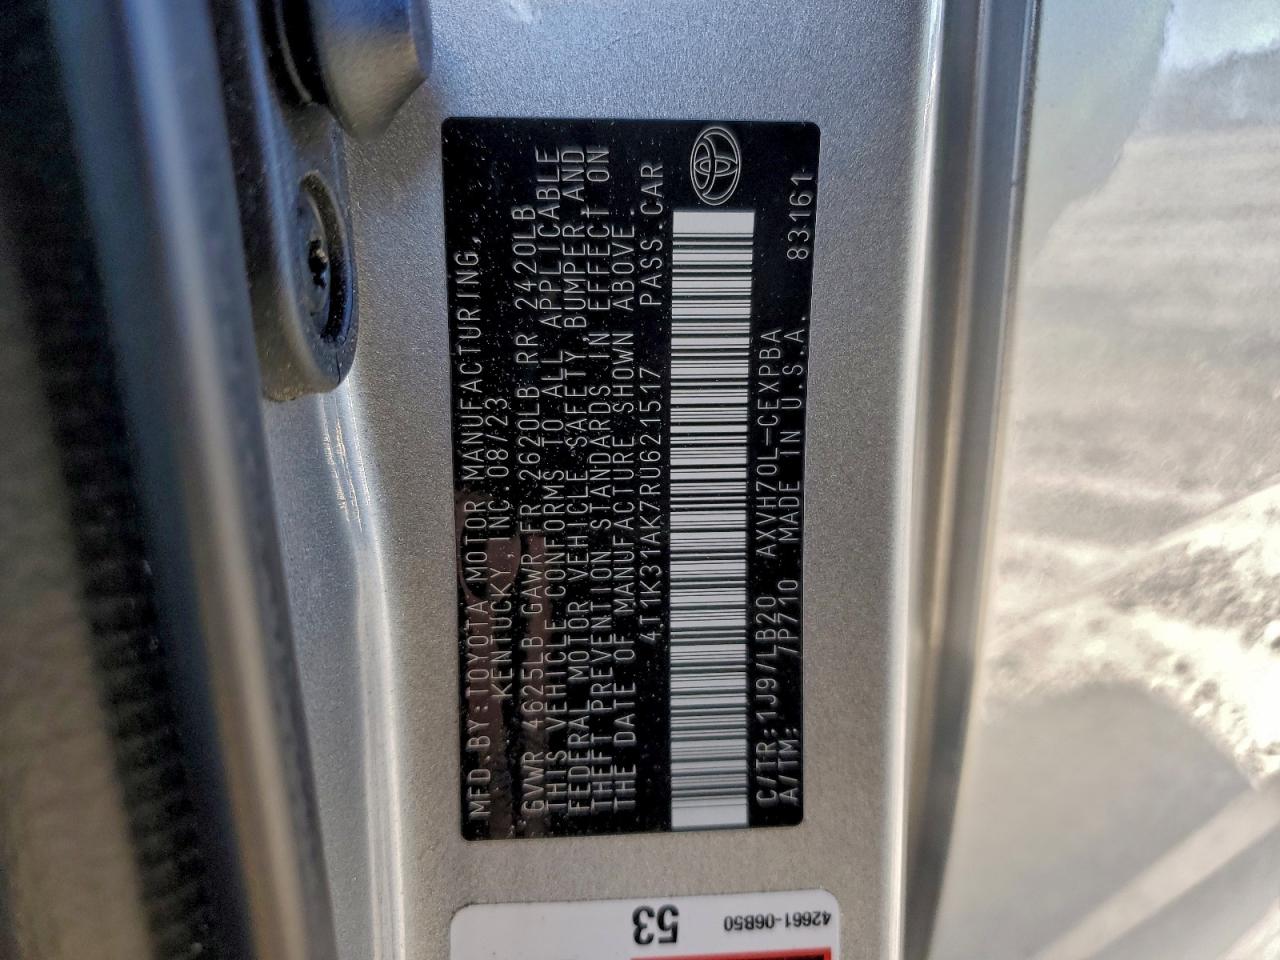 MFD.BY:TOYOTA MOTOR MANUFACTURING,
KENTUCKY, INC 08/23
GVWR 4625LB GAWR FR 2620LB RR 2420LB
THIS VEHICLE CONFORMS TO ALL APPLICABLE
FEDERAL MOTOR VEHICLE SAFETY,BUMPER,AND
THEFT PREVENTION STANDARDS IN EFFECT ON
THE DATE OF MANUFACTURE SHOWN ABOVE.
4T1K31AK7RU621517 PASS.CAR
C/TR:1J9/LB20 AXVH70L-CEXPBA
A/TM: 7B710 MADE IN U.S.A. 83161
53
42661-06B50